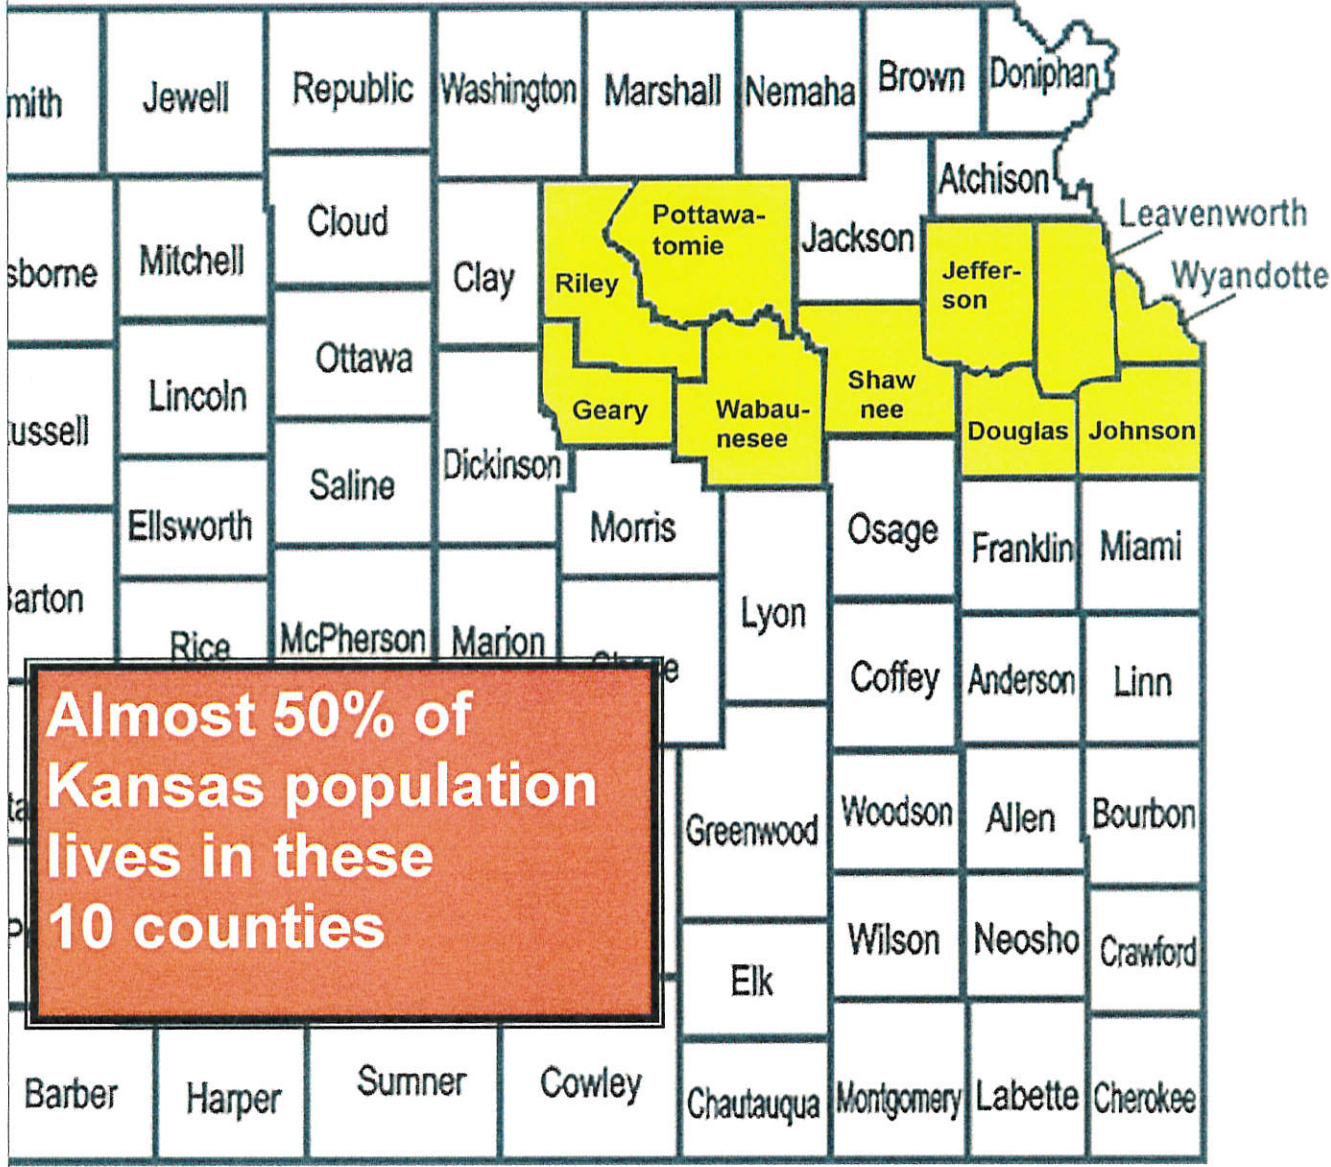 mith
Jewell
Republic
Washington
Marshall
Nemaha
Brown
Doniphan
Atchison
Leavenworth
Wyandotte
sborne
Mitchell
Cloud
Clay
Riley
Pottawa-
tomie
Jackson
Jeffer-
son
Lincoln
Ottawa
Geary
Wabau-
nesee
Shaw
nee
Douglas
Johnson
ussell
Ellsworth
Saline
Dickinson
Morris
Osage
Franklin
Miami
arton
Rice
McPherson
Marion
Lyon
Coffey
Anderson
Linn
Almost 50% of
Kansas population
lives in these
10 counties
Greenwood
Woodson
Allen
Bourbon
Elk
Wilson
Neosho
Crawford
Barber
Harper
Sumner
Cowley
Chautauqua
Montgomery
Labette
Cherokee